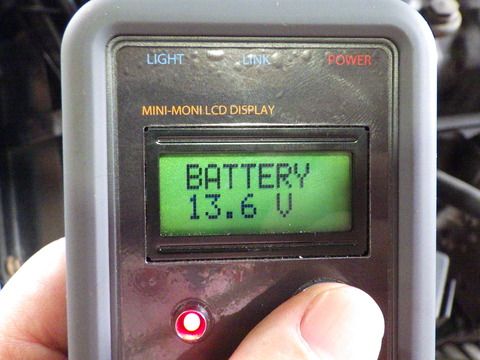 LIGHT LINK POWER
MINI-MONI LCD DISPLAY
BATTERY
13.6 V